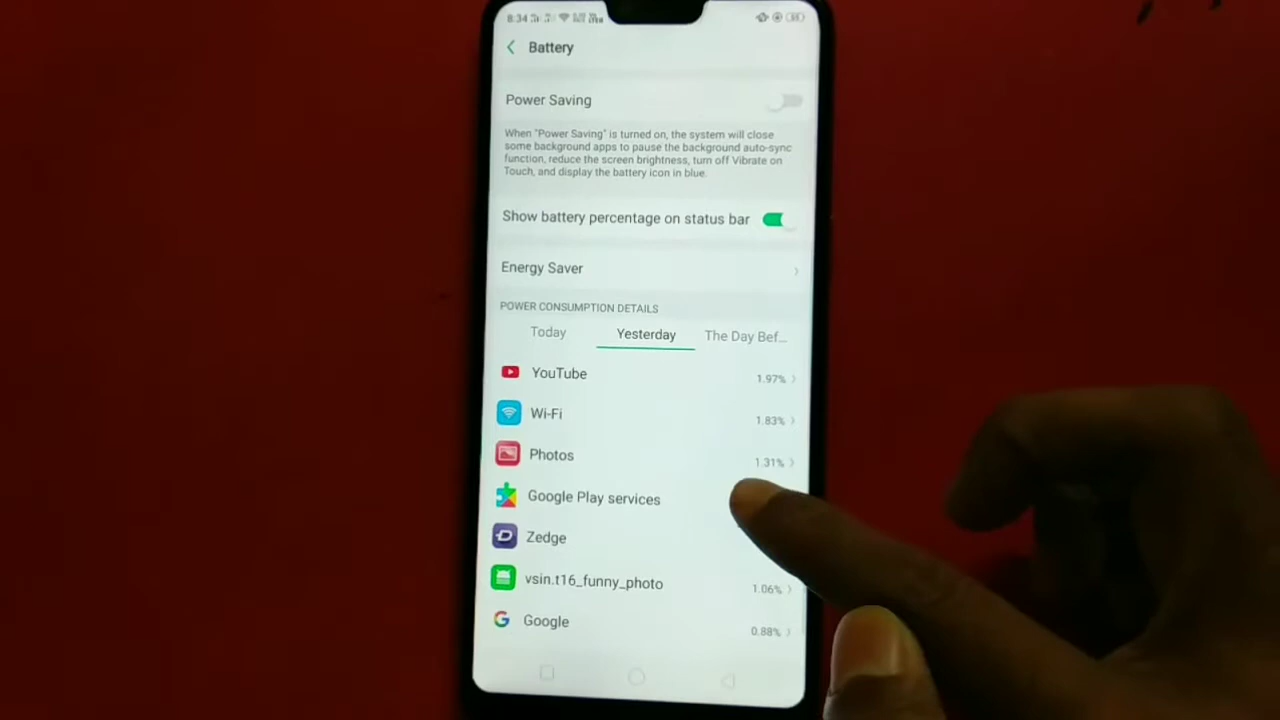 8:34
Battery
Power Saving
When "Power Saving" is turned on, the system will close
some background apps to pause the background auto-sync
function, reduce the screen brightness, turn off Vibrate on
Touch, and display the battery icon in blue.
Show battery percentage on status bar
Energy Saver
POWER CONSUMPTION DETAILS
Today Yesterday The Day Bef...
YouTube 1.97%
Wi-Fi 1.83%
Photos 1.31%
Google Play services
Zedge
vsin.t16_funny_photo 1.06%
Google 0.88%